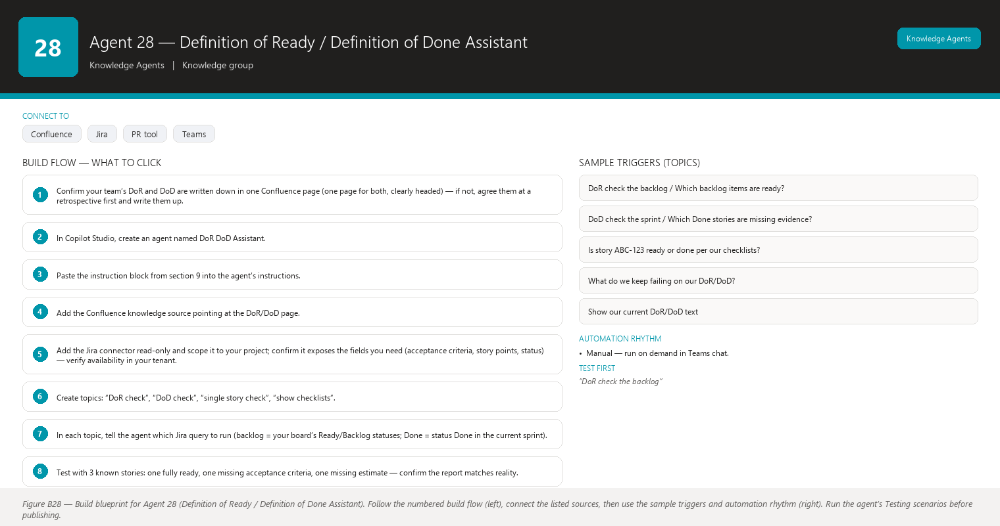 28
Agent 28 — Definition of Ready / Definition of Done Assistant
Knowledge Agents | Knowledge group
Knowledge Agents
CONNECT TO
Confluence
Jira
PR tool
Teams
BUILD FLOW — WHAT TO CLICK
1
Confirm your team’s DoR and DoD are written down in one Confluence page (one page for both, clearly headed) — if not, agree them at a
retrospective first and write them up.
2
In Copilot Studio, create an agent named DoR DoD Assistant.
3
Paste the instruction block from section 9 into the agent’s instructions.
4
Add the Confluence knowledge source pointing at the DoR/DoD page.
5
Add the Jira connector read-only and scope it to your project; confirm it exposes the fields you need (acceptance criteria, story points, status)
— verify availability in your tenant.
6
Create topics: “DoR check”, “DoD check”, “single story check”, “show checklists”.
7
In each topic, tell the agent which Jira query to run (backlog = your board’s Ready/Backlog statuses; Done = status Done in the current sprint).
8
Test with 3 known stories: one fully ready, one missing acceptance criteria, one missing estimate — confirm the report matches reality.
SAMPLE TRIGGERS (TOPICS)
DoR check the backlog / Which backlog items are ready?
DoD check the sprint / Which Done stories are missing evidence?
Is story ABC-123 ready or done per our checklists?
What do we keep failing on our DoR/DoD?
Show our current DoR/DoD text
AUTOMATION RHYTHM
• Manual — run on demand in Teams chat.
TEST FIRST
“DoR check the backlog”
Figure B28 — Build blueprint for Agent 28 (Definition of Ready / Definition of Done Assistant). Follow the numbered build flow (left), connect the listed sources, then use the sample triggers and automation rhythm (right). Run the agent’s Testing scenarios before
publishing.